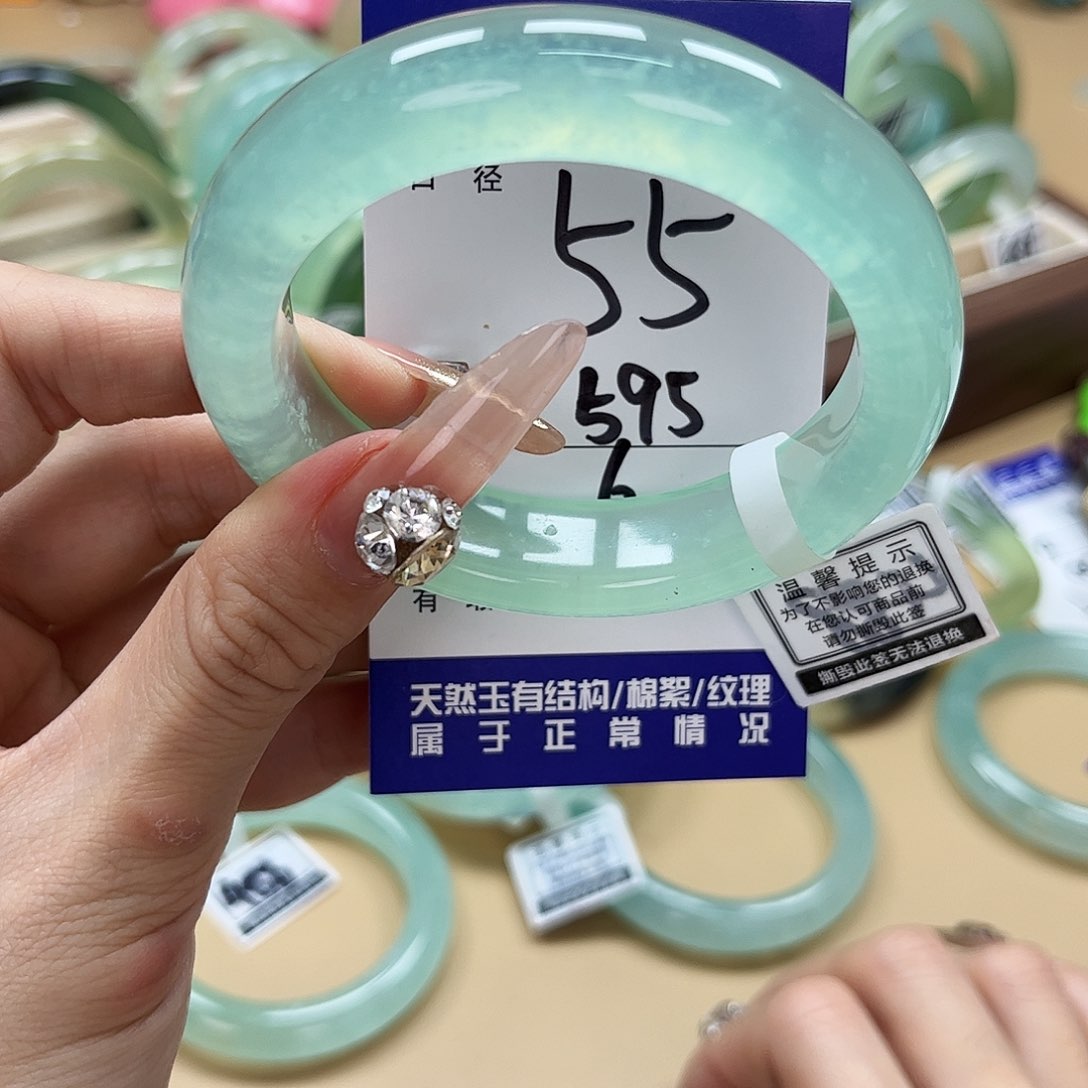 口 径
55
595
6
有
天然玉有结构/棉絮/纹理
属于正常情况
温馨提示
为了不影响您的退换
在您认可商品前
请勿撕毁此签
撕毁此签无法退换